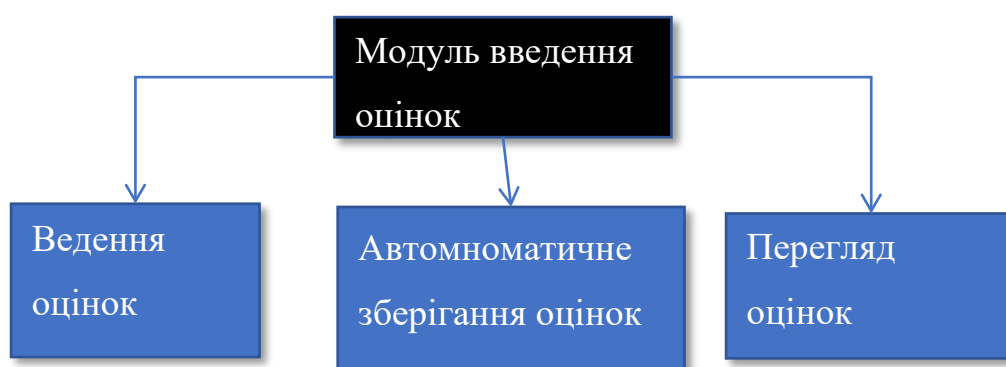 Модуль введення
оцінок
Ведення
оцінок
Автомноматичне
зберігання оцінок
Перегляд
оцінок